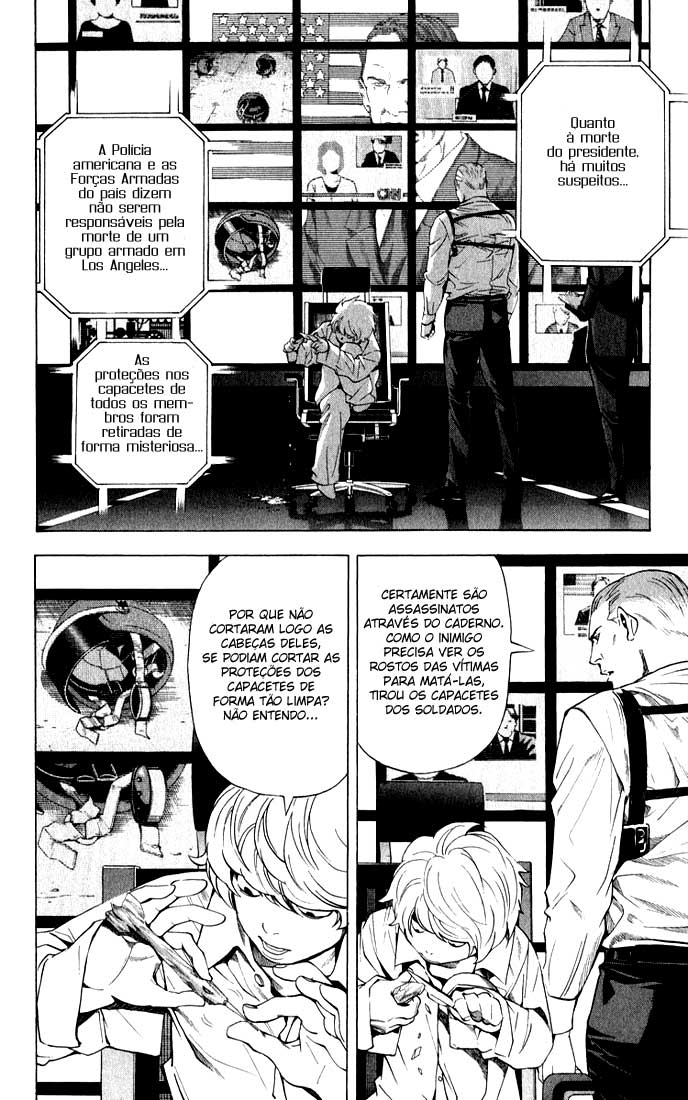 Quanto
à morte
do presidente,
há muitos
suspeitos...
A Polícia
americana e as
Forças Armadas
do país dizem
não serem
responsáveis pela
morte de um
grupo armado em
Los Angeles...
CNN
As
proteções nos
capacetes de
todos os mem-
bros foram
retiradas de
forma misteriosa...
CERTAMENTE SÃO
ASSASSINATOS
ATRAVÉS DO CADERNO.
COMO O INIMIGO
PRECISA VER OS
ROSTOS DAS VÍTIMAS
PARA MATÁ-LAS,
TIROU OS CAPACETES
DOS SOLDADOS.
POR QUE NÃO
CORTARAM LOGO AS
CABEÇAS DELES,
SE PODIAM CORTAR AS
PROTEÇÕES DOS
CAPACETES DE
FORMA TÃO LIMPA?
NÃO ENTENDO...